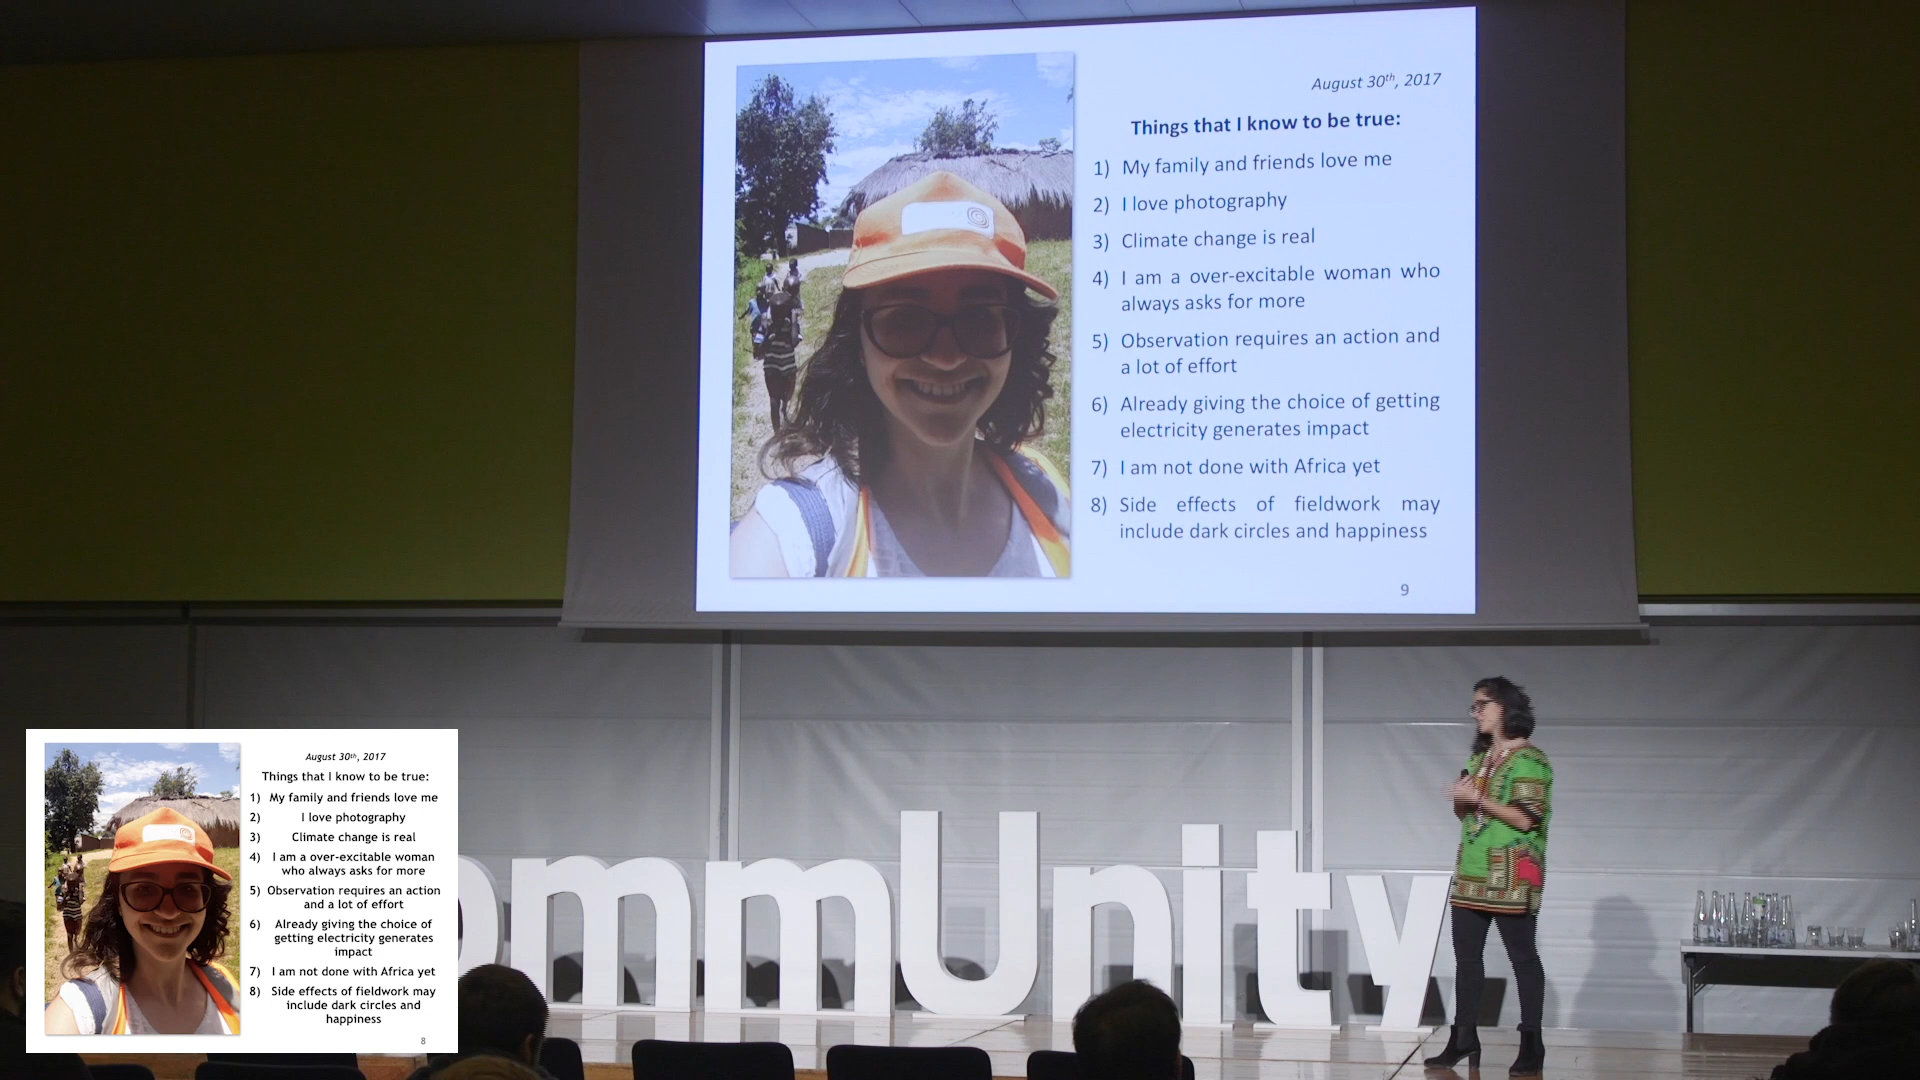 August 30th, 2017
Things that I know to be true:
1) My family and friends love me
2) I love photography
3) Climate change is real
4) I am a over-excitable woman who
always asks for more
5) Observation requires an action and
a lot of effort
6) Already giving the choice of getting
electricity generates impact
7) I am not done with Africa yet
8) Side effects of fieldwork may
include dark circles and happiness
9
August 30th, 2017
Things that I know to be true:
1) My family and friends love me
2) I love photography
3) Climate change is real
4) I am a over-excitable woman
who always asks for more
5) Observation requires an action
and a lot of effort
6) Already giving the choice of
getting electricity generates
impact
7) I am not done with Africa yet
8) Side effects of fieldwork may
include dark circles and
happiness
8
ommUnity